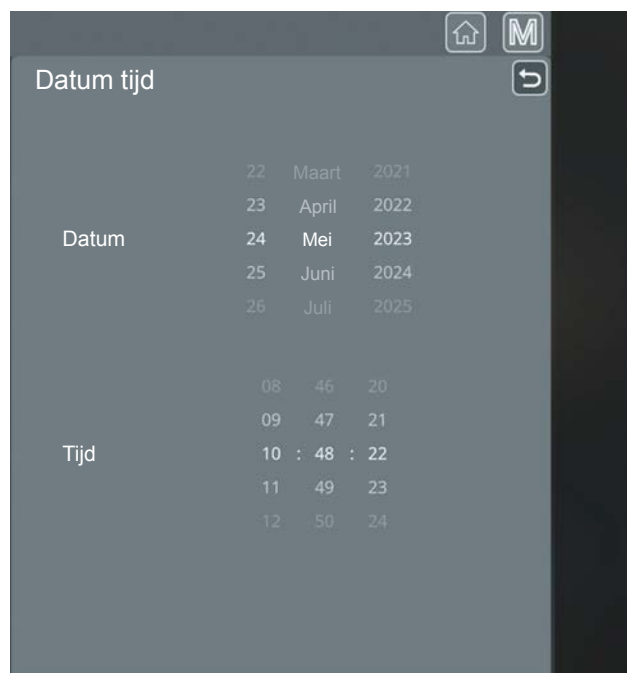 M
Datum tijd
22 Maart 2021
23 April 2022
Datum 24 Mei 2023
25 Juni 2024
26 Juli 2025
08 46 20
09 47 21
Tijd 10 : 48 : 22
11 49 23
12 50 24